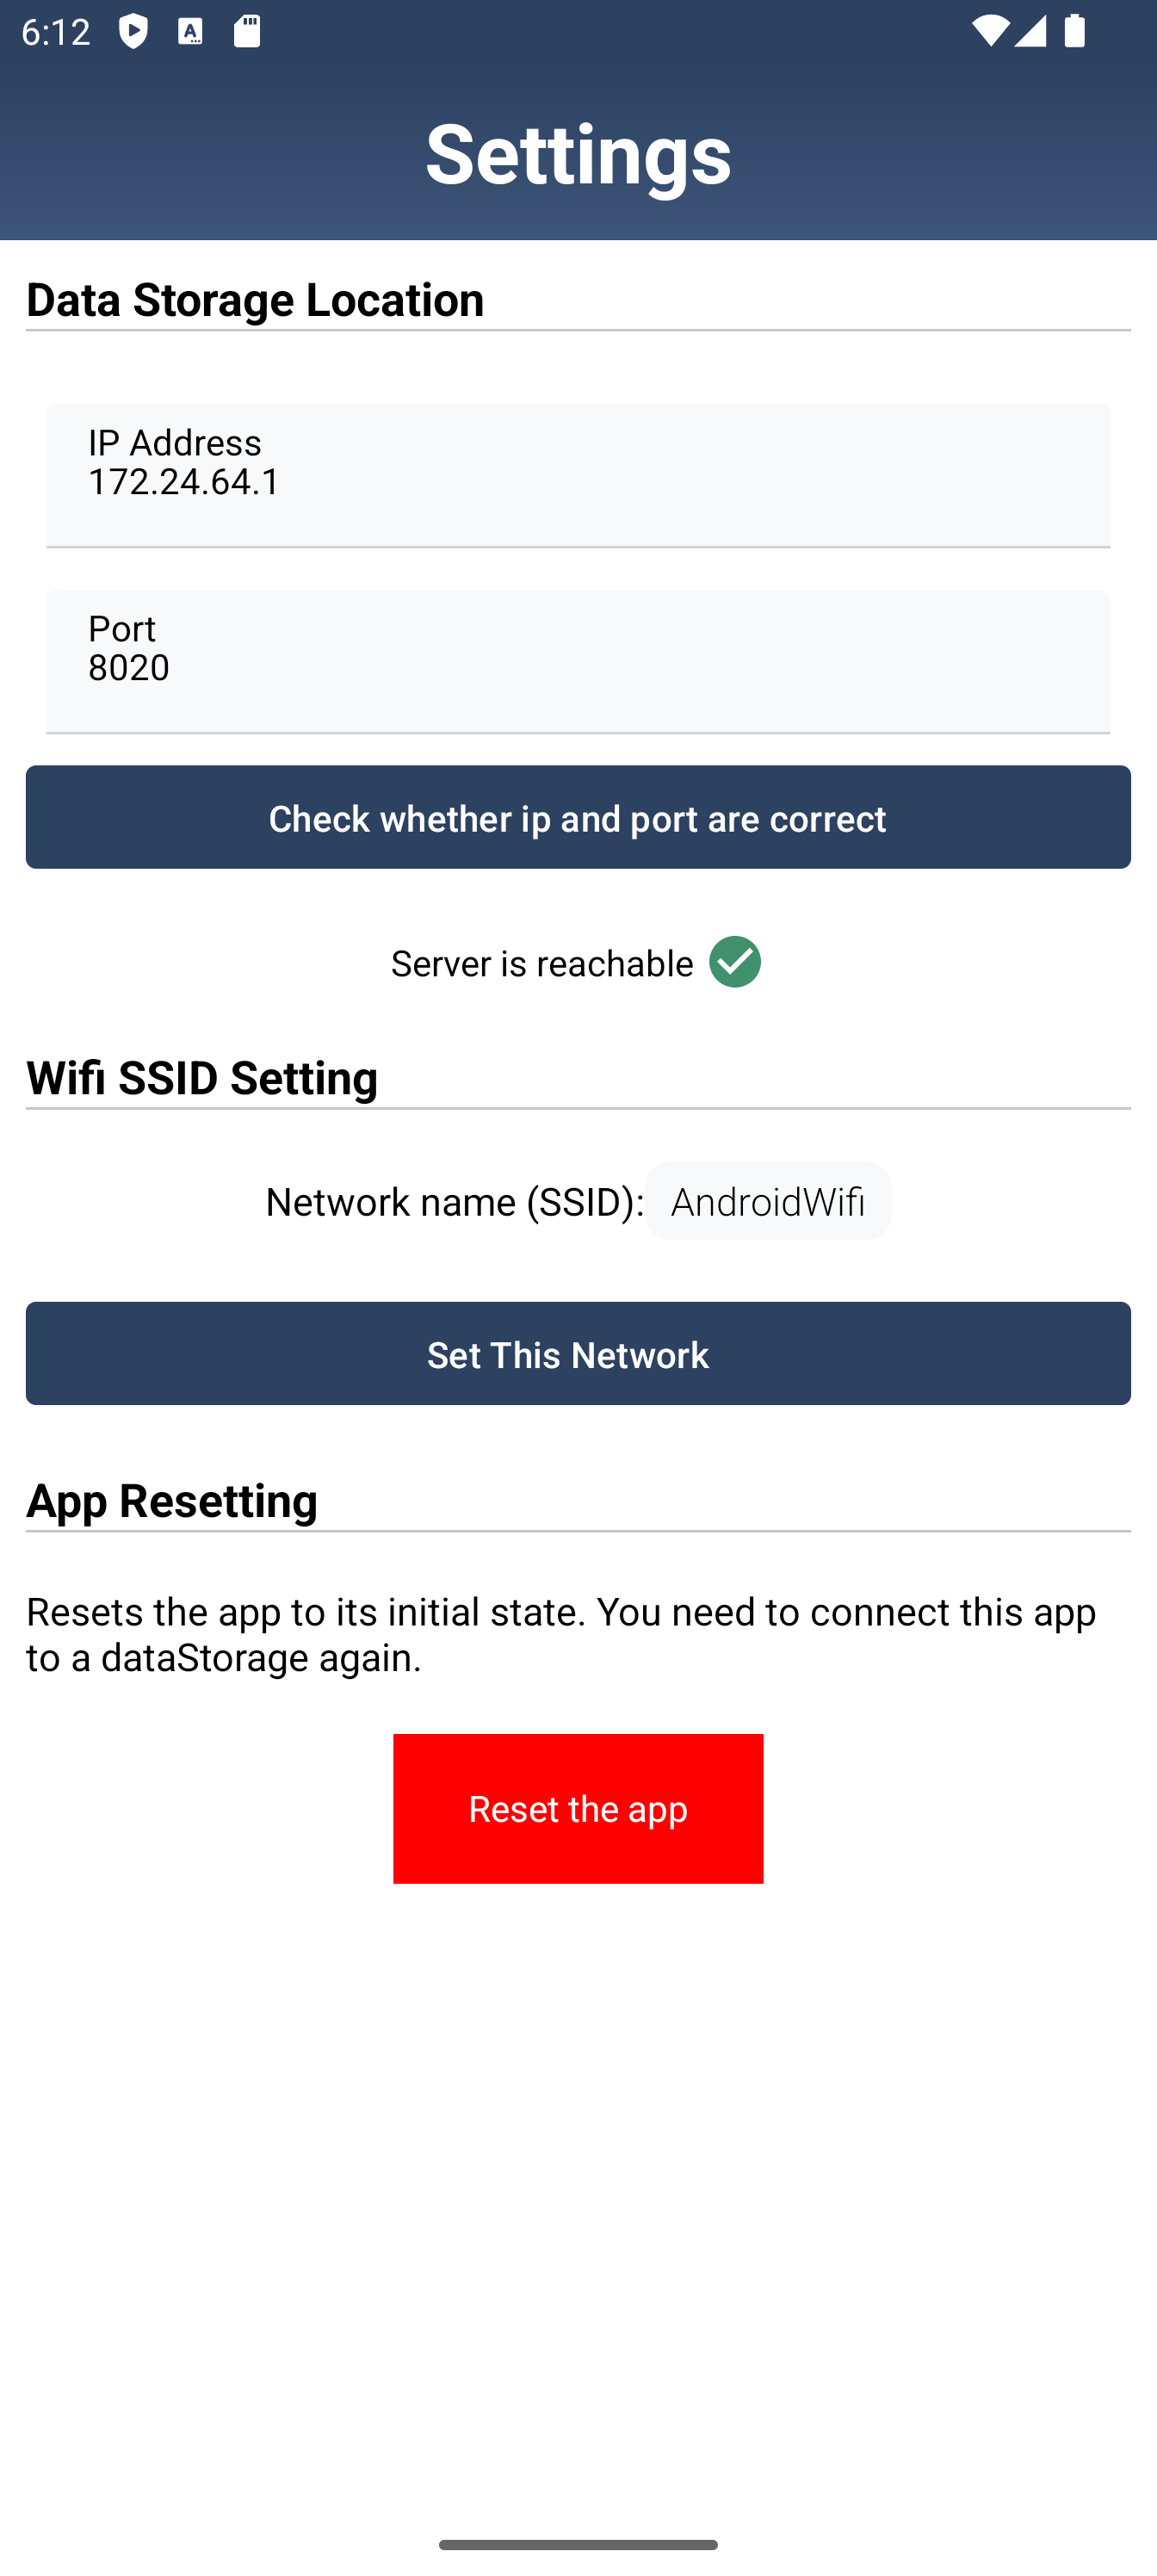 6:12
Settings
Data Storage Location
IP Address
172.24.64.1
Port
8020
Check whether ip and port are correct
Server is reachable
Wifi SSID Setting
Network name (SSID): AndroidWifi
Set This Network
App Resetting
Resets the app to its initial state. You need to connect this app
to a dataStorage again.
Reset the app